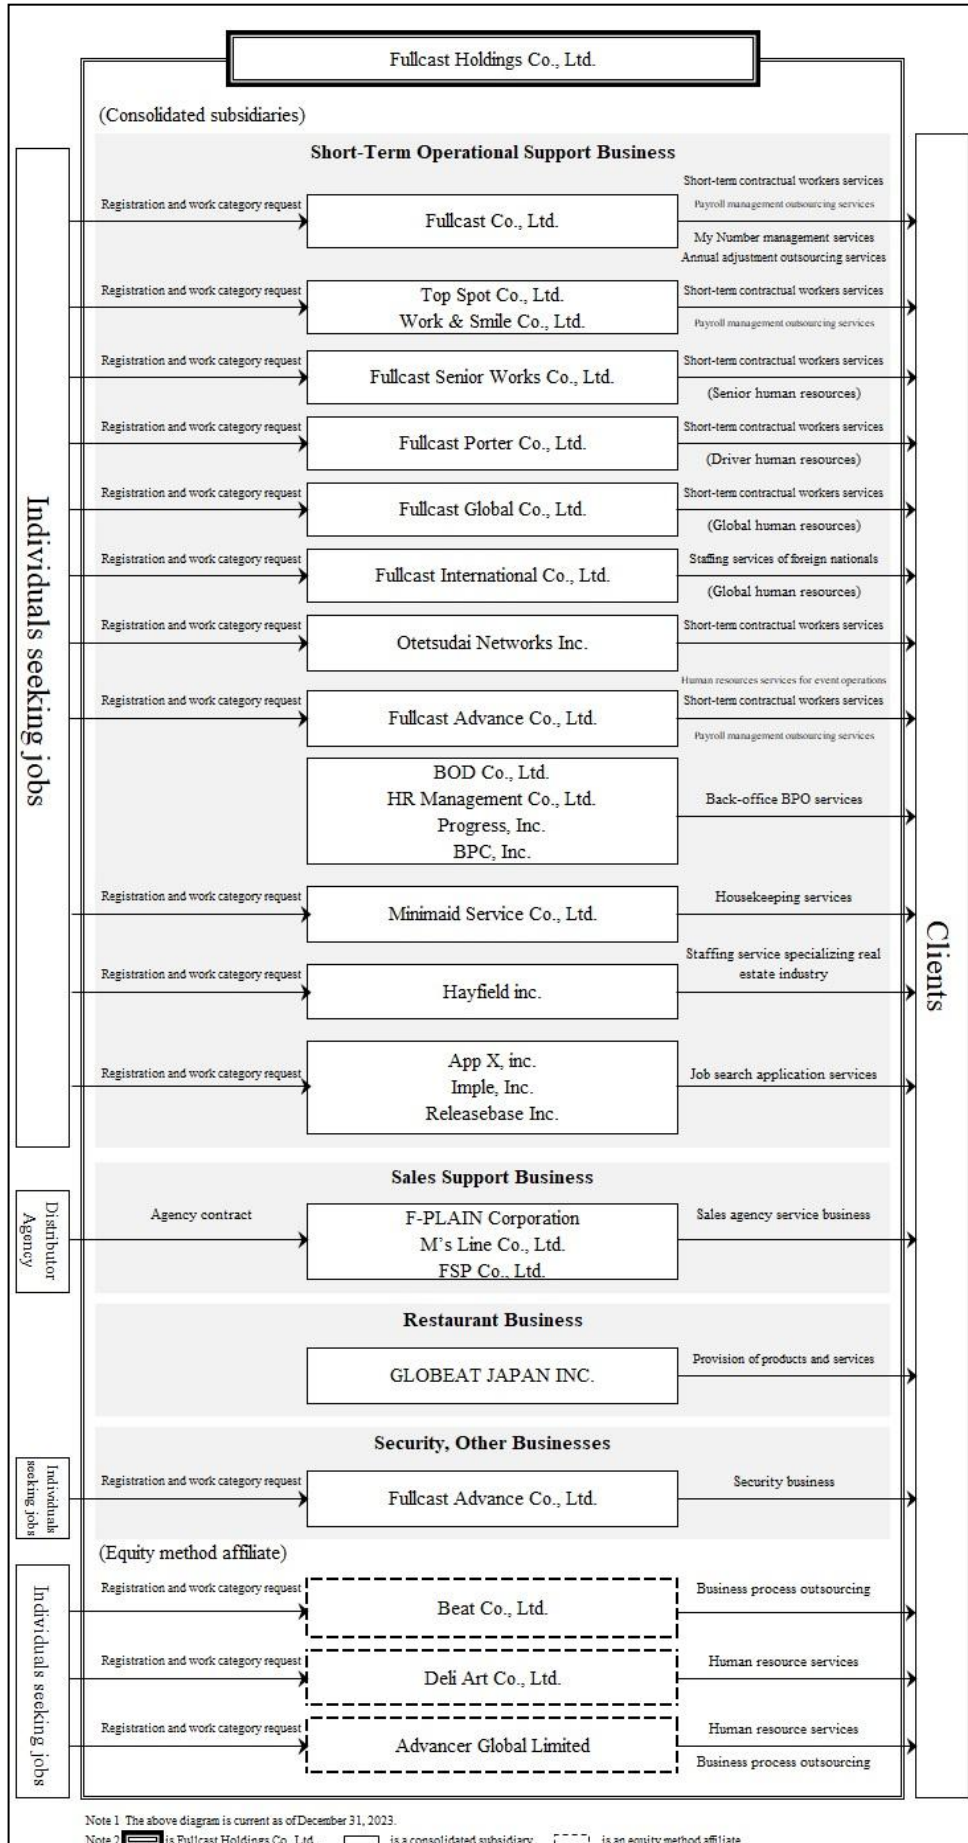 Fullcast Holdings Co., Ltd.
(Consolidated subsidiaries)
Short-Term Operational Support Business
Individuals seeking jobs
Clients
Registration and work category request
Fullcast Co., Ltd.
Short-term contractual workers services
Payroll management outsourcing services
My Number management services
Annual adjustment outsourcing services
Registration and work category request
Top Spot Co., Ltd.
Work & Smile Co., Ltd.
Short-term contractual workers services
Payroll management outsourcing services
Registration and work category request
Fullcast Senior Works Co., Ltd.
Short-term contractual workers services
(Senior human resources)
Registration and work category request
Fullcast Porter Co., Ltd.
Short-term contractual workers services
(Driver human resources)
Registration and work category request
Fullcast Global Co., Ltd.
Short-term contractual workers services
(Global human resources)
Registration and work category request
Fullcast International Co., Ltd.
Staffing services of foreign nationals
(Global human resources)
Registration and work category request
Otetsudai Networks Inc.
Short-term contractual workers services
Registration and work category request
Fullcast Advance Co., Ltd.
Human resources services for event operations
Short-term contractual workers services
Payroll management outsourcing services
BOD Co., Ltd.
HR Management Co., Ltd.
Progress, Inc.
BPC, Inc.
Back-office BPO services
Registration and work category request
Minimaid Service Co., Ltd.
Housekeeping services
Registration and work category request
Hayfield inc.
Staffing service specializing real
estate industry
Registration and work category request
App X, inc.
Imple, Inc.
Releasebase Inc.
Job search application services
Sales Support Business
Distributor
Agency
Agency contract
F-PLAIN Corporation
M's Line Co., Ltd.
FSP Co., Ltd.
Sales agency service business
Restaurant Business
GLOBEAT JAPAN INC.
Provision of products and services
Security, Other Businesses
Individuals
seeking jobs
Registration and work category request
Fullcast Advance Co., Ltd.
Security business
(Equity method affiliate)
Individuals seeking jobs
Registration and work category request
Beat Co., Ltd.
Business process outsourcing
Registration and work category request
Deli Art Co., Ltd.
Human resource services
Registration and work category request
Advancer Global Limited
Human resource services
Business process outsourcing
Note 1 The above diagram is current as of December 31, 2023.
Note 2 is Fullcast Holdings Co., Ltd. is a consolidated subsidiary is an equity method affiliate